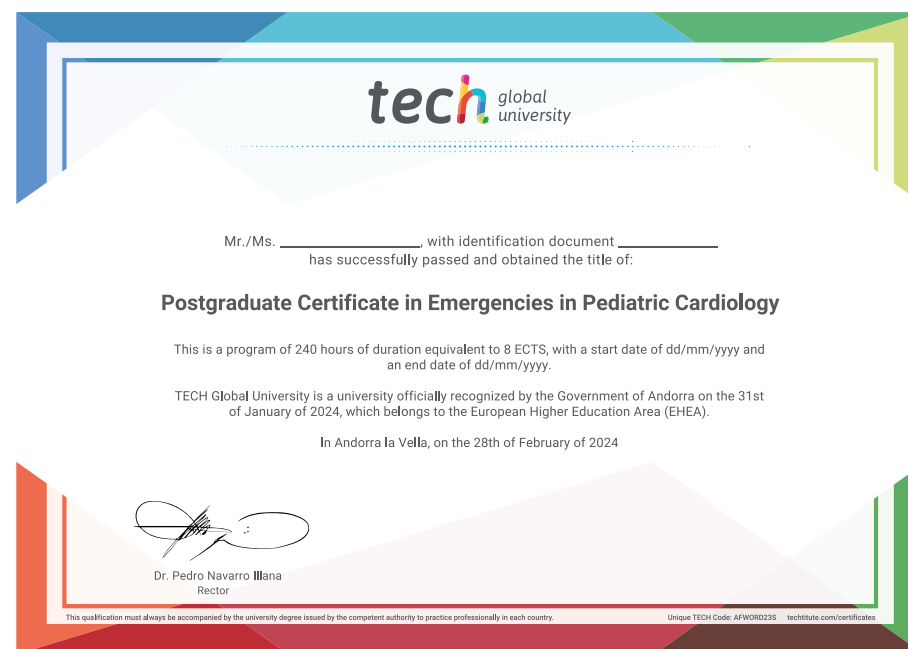 tech global
university
Mr./Ms. ____________, with identification document ____________
has successfully passed and obtained the title of:
Postgraduate Certificate in Emergencies in Pediatric Cardiology
This is a program of 240 hours of duration equivalent to 8 ECTS, with a start date of dd/mm/yyyy and
an end date of dd/mm/yyyy.
TECH Global University is a university officially recognized by the Government of Andorra on the 31st
of January of 2024, which belongs to the European Higher Education Area (EHEA).
In Andorra la Vella, on the 28th of February of 2024
Dr. Pedro Navarro Illana
Rector
This qualification must always be accompanied by the university degree issued by the competent authority to practice professionally in each country.
Unique TECH Code: AFWORD23S techtitute.com/certificates